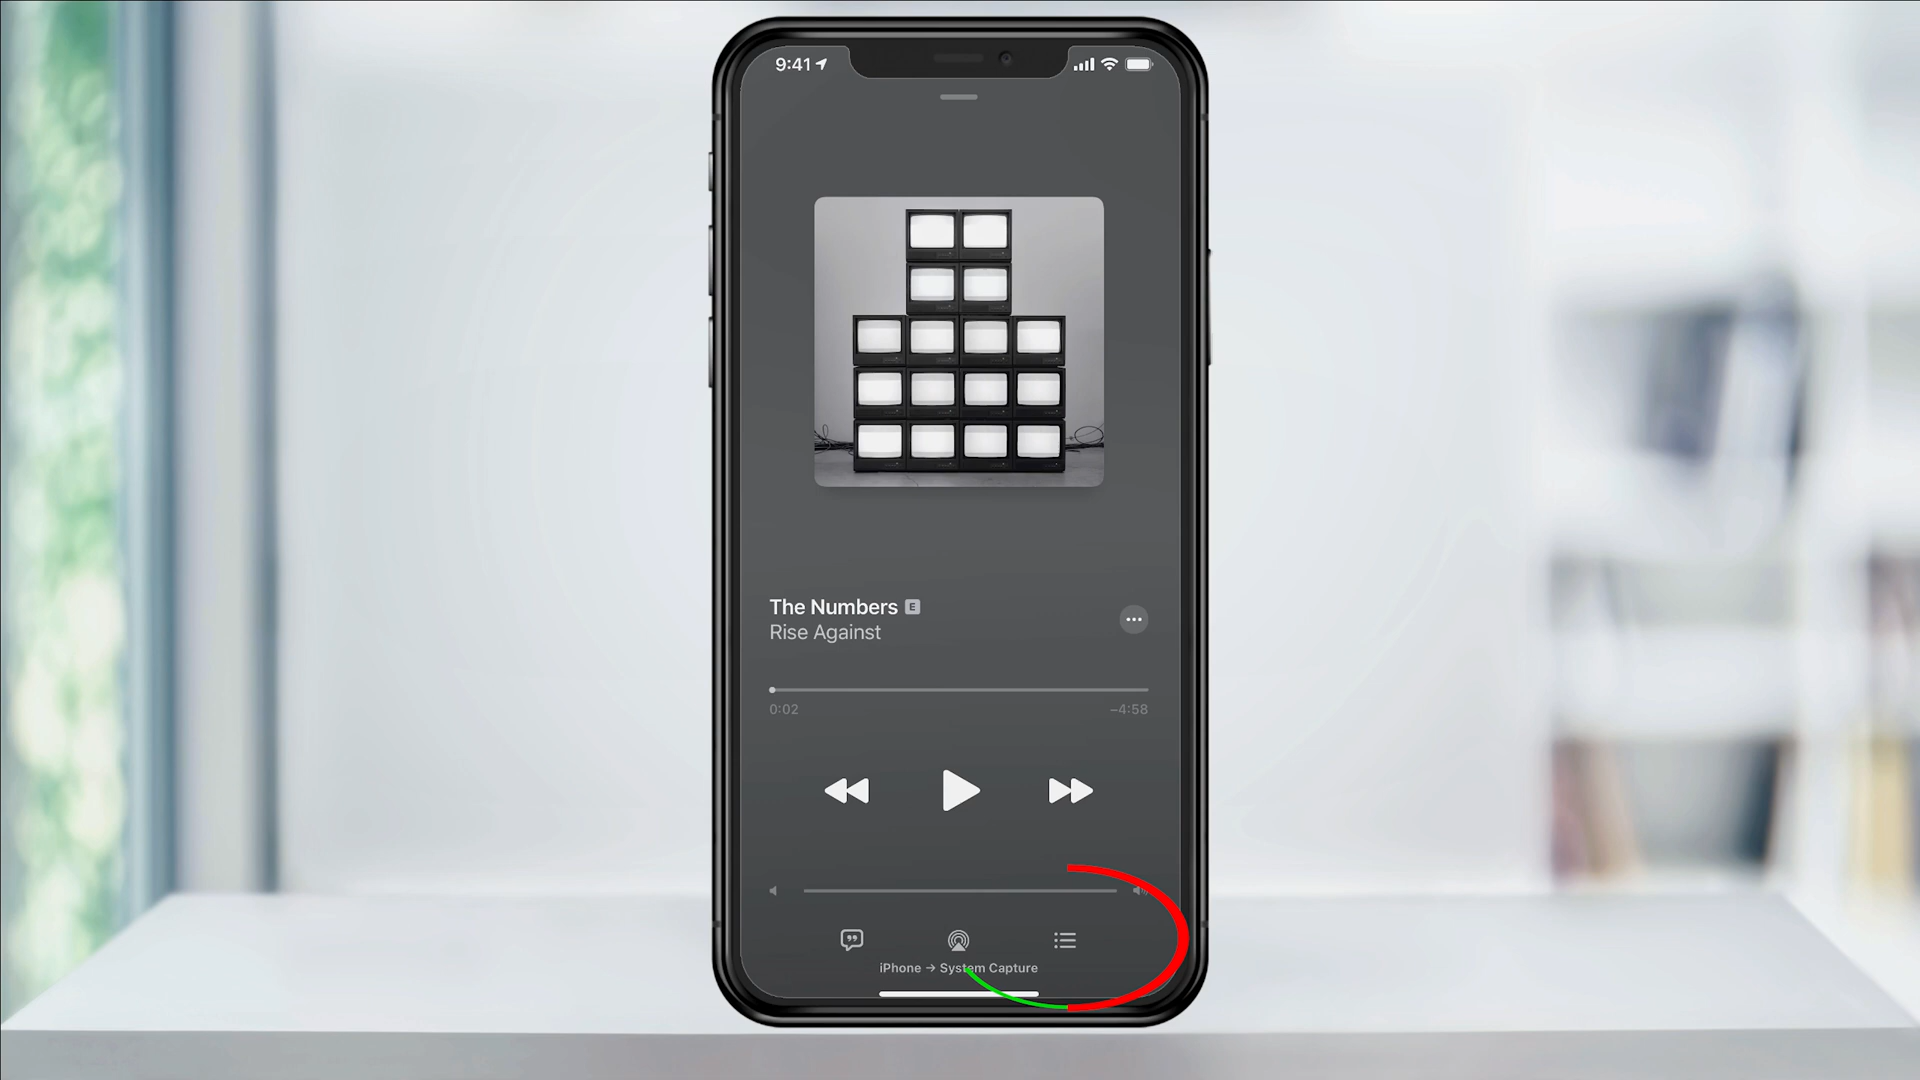 9:41
The Numbers E
Rise Against
0:02
-4:58
iPhone → System Capture